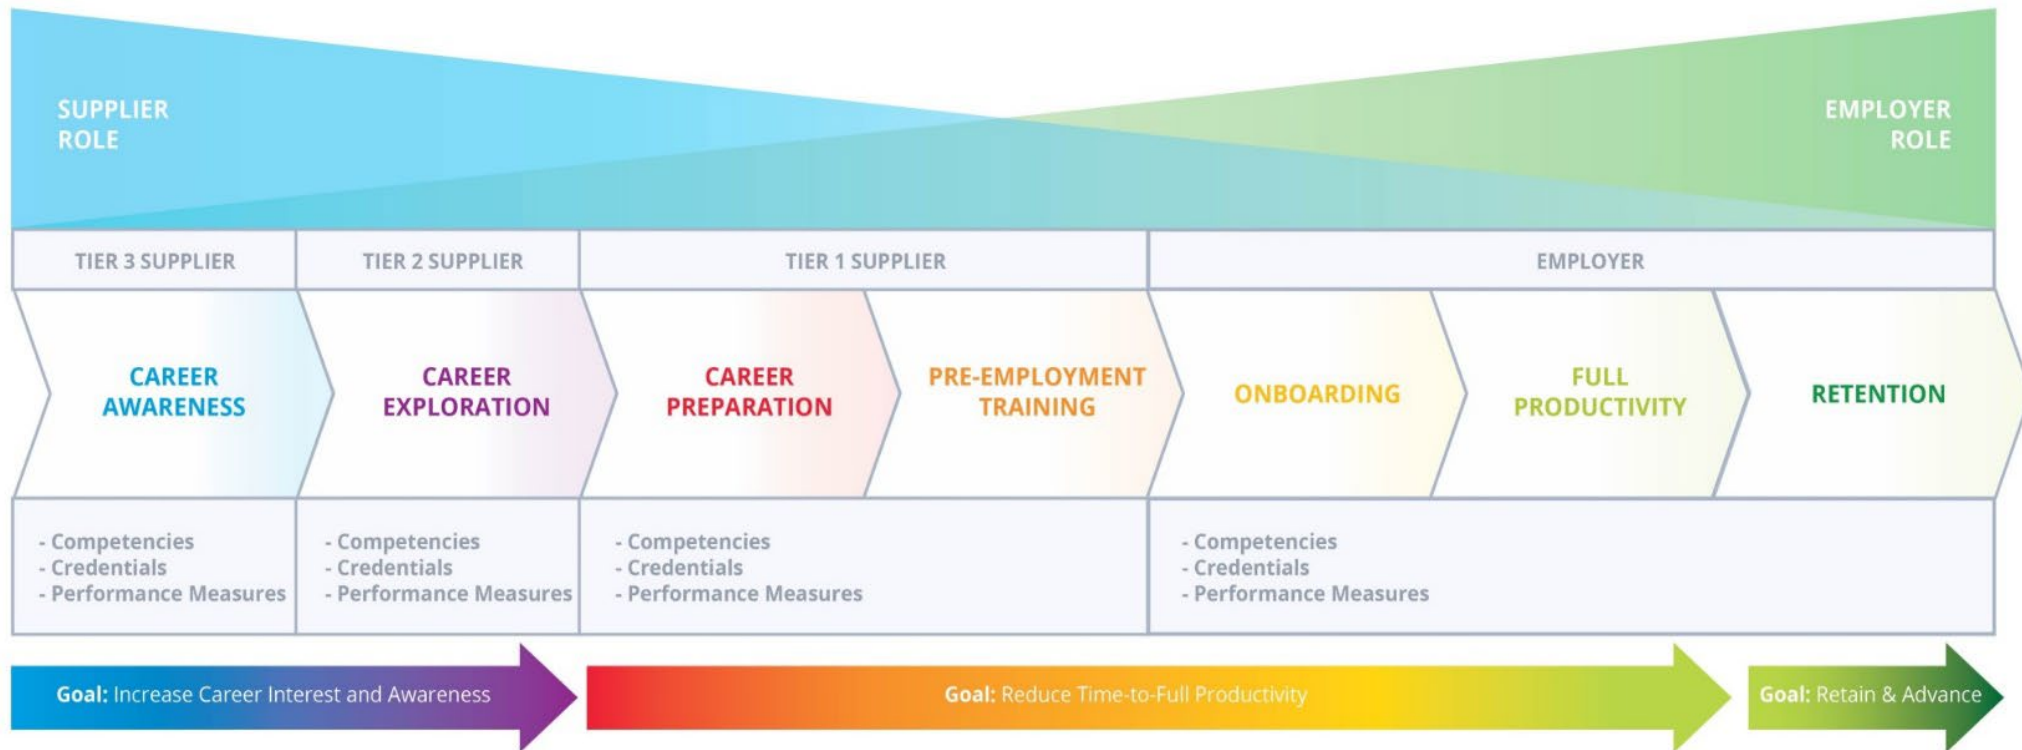 SUPPLIER
ROLE
EMPLOYER
ROLE
TIER 3 SUPPLIER
TIER 2 SUPPLIER
TIER 1 SUPPLIER
EMPLOYER
CAREER
AWARENESS
CAREER
EXPLORATION
CAREER
PREPARATION
PRE-EMPLOYMENT
TRAINING
ONBOARDING
FULL
PRODUCTIVITY
RETENTION
- Competencies
- Credentials
- Performance Measures
- Competencies
- Credentials
- Performance Measures
- Competencies
- Credentials
- Performance Measures
- Competencies
- Credentials
- Performance Measures
Goal: Increase Career Interest and Awareness
Goal: Reduce Time-to-Full Productivity
Goal: Retain & Advance